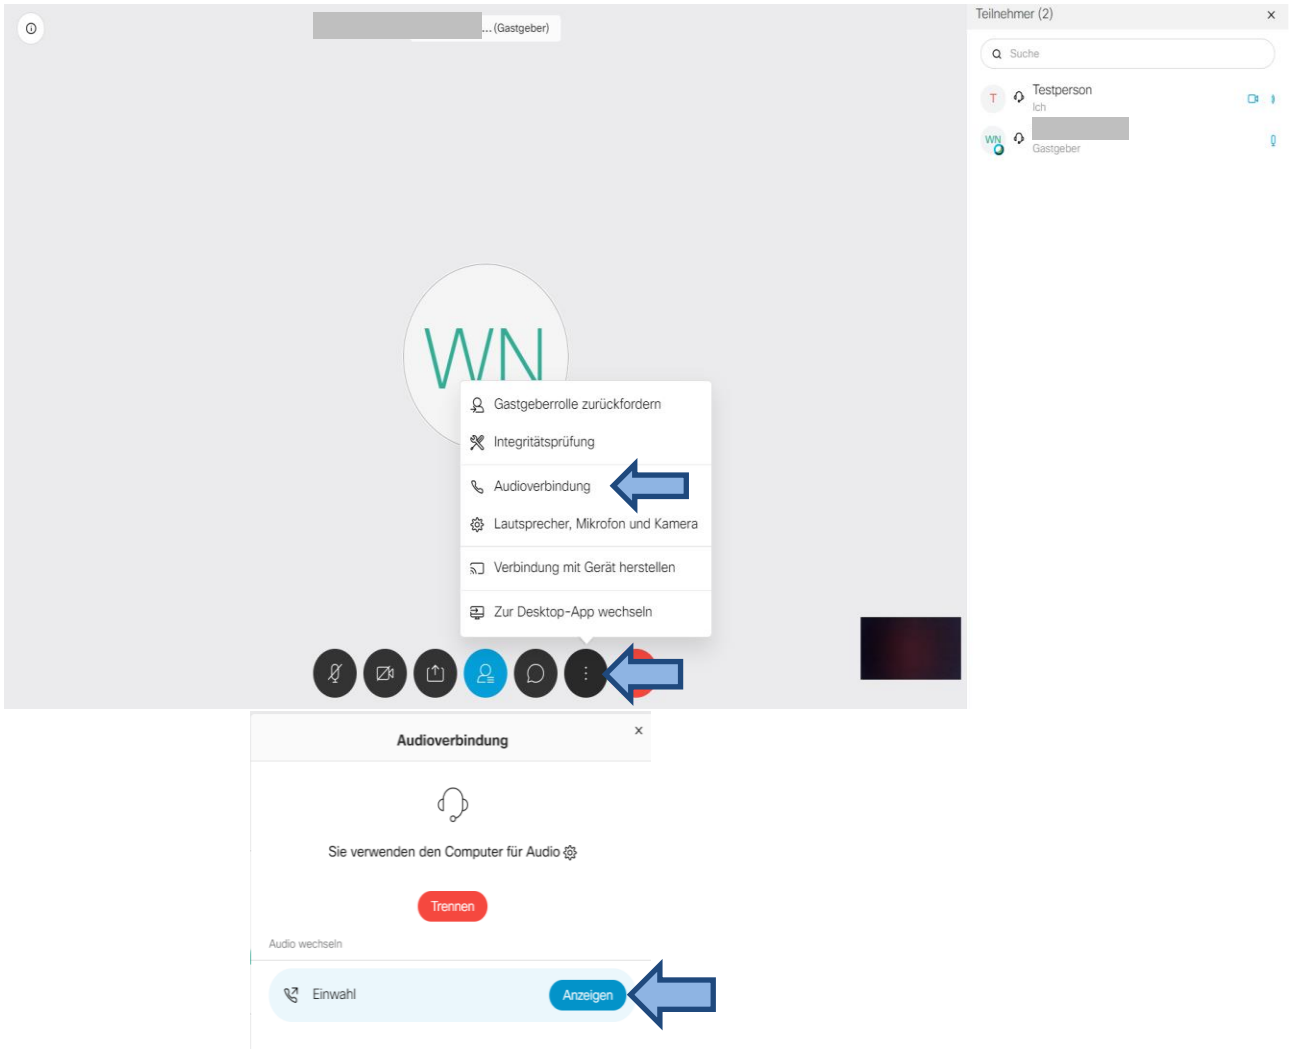 ... (Gastgeber)
Teilnehmer (2)
x
Suche
T
Testperson
Ich
WN
Gastgeber
WN
Gastgeberrolle zurückfordern
Integritätsprüfung
Audioverbindung
Lautsprecher, Mikrofon und Kamera
Verbindung mit Gerät herstellen
Zur Desktop-App wechseln
Audioverbindung
x
Sie verwenden den Computer für Audio
Trennen
Audio wechseln
Einwahl
Anzeigen